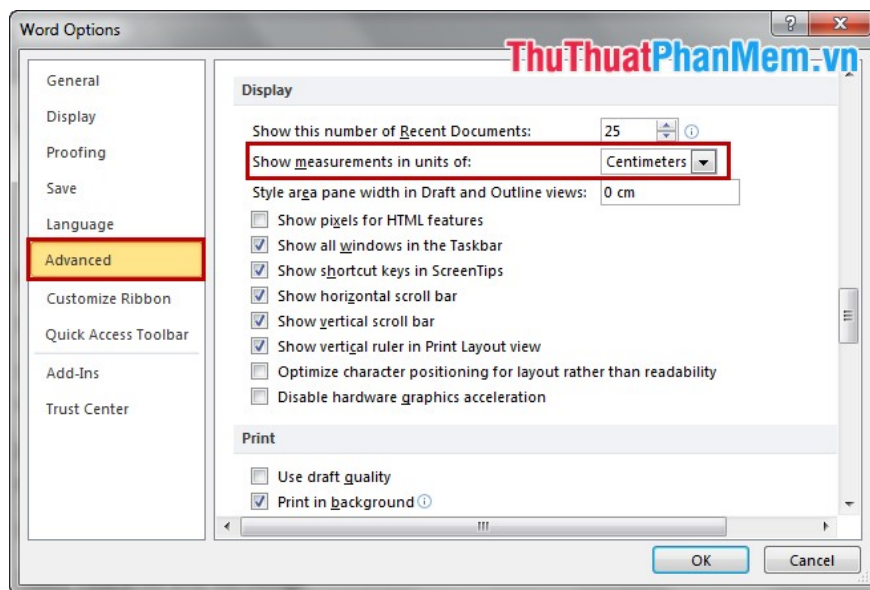 Word Options
ThuThuatPhanMem.vn
General
Display
Proofing
Save
Language
Advanced
Customize Ribbon
Quick Access Toolbar
Add-Ins
Trust Center
Display
Show this number of Recent Documents: 25
Show measurements in units of: Centimeters
Style area pane width in Draft and Outline views: 0 cm
Show pixels for HTML features
Show all windows in the Taskbar
Show shortcut keys in ScreenTips
Show horizontal scroll bar
Show vertical scroll bar
Show vertical ruler in Print Layout view
Optimize character positioning for layout rather than readability
Disable hardware graphics acceleration
Print
Use draft quality
Print in background
OK Cancel